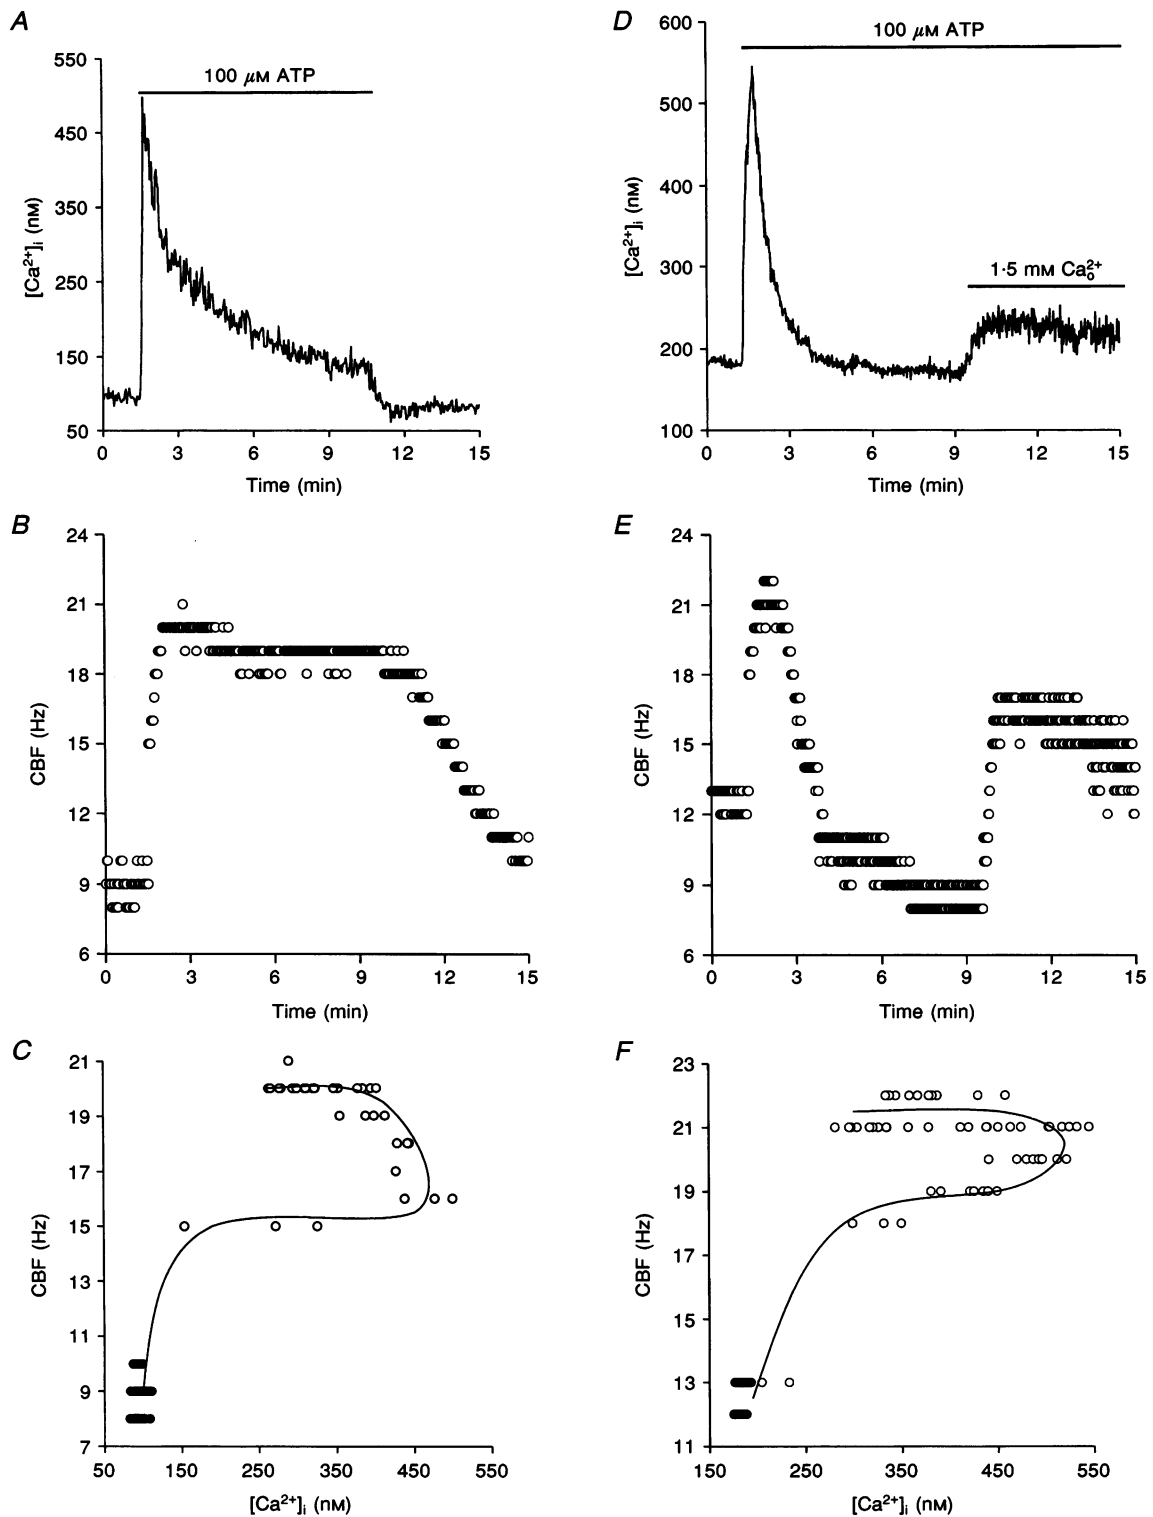 A
100 μM ATP
550
450
350
250
150
50
[Ca²⁺]ᵢ (nM)
0 3 6 9 12 15
Time (min)
D
100 μM ATP
600
500
400
300
200
100
[Ca²⁺]ᵢ (nM)
1·5 mM Ca²⁺ₒ
0 3 6 9 12 15
Time (min)
B
24
21
18
15
12
9
6
CBF (Hz)
0 3 6 9 12 15
Time (min)
E
24
21
18
15
12
9
6
CBF (Hz)
0 3 6 9 12 15
Time (min)
C
21
19
17
15
13
11
9
7
CBF (Hz)
50 150 250 350 450 550
[Ca²⁺]ᵢ (nM)
F
23
21
19
17
15
13
11
CBF (Hz)
150 250 350 450 550
[Ca²⁺]ᵢ (nM)